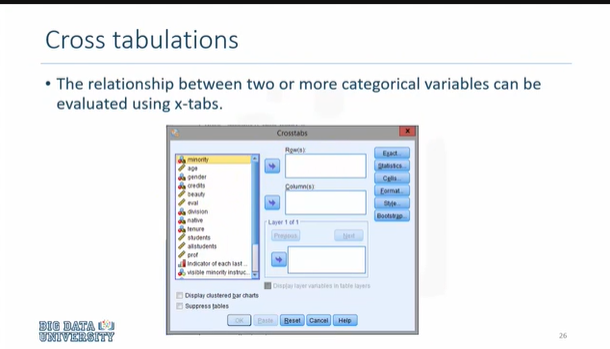 Cross tabulations
• The relationship between two or more categorical variables can be
evaluated using x-tabs.
Crosstabs
minority
age
gender
credits
beauty
eval
division
native
tenure
students
allstudents
prof
Indicator of each last ...
visible minority instruc...
Row(s):
Column(s):
Layer 1 of 1
Previous
Next
Display layer variables in table layers
Exact...
Statistics...
Cells...
Format...
Style...
Bootstrap...
Display clustered bar charts
Suppress tables
OK
Paste
Reset
Cancel
Help
BIG DATA
UNIVERSITY
26